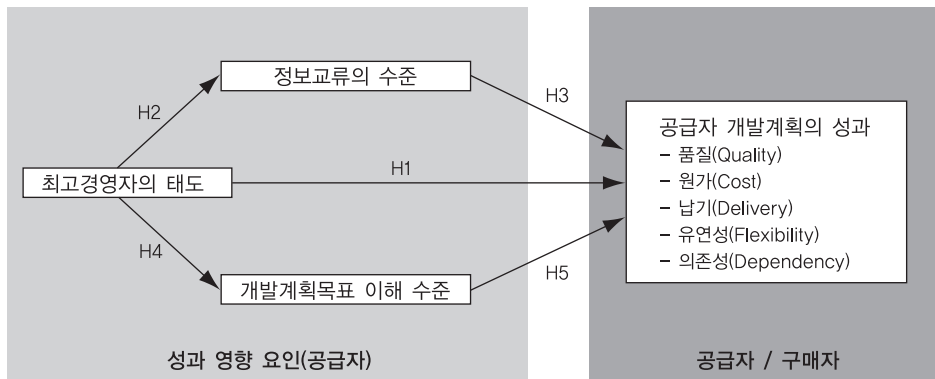 정보교류의 수준
H2
H3
최고경영자의 태도
H1
H4
개발계획목표 이해 수준
H5
성과 영향 요인(공급자)
공급자 개발계획의 성과
– 품질(Quality)
– 원가(Cost)
– 납기(Delivery)
– 유연성(Flexibility)
– 의존성(Dependency)
공급자 / 구매자